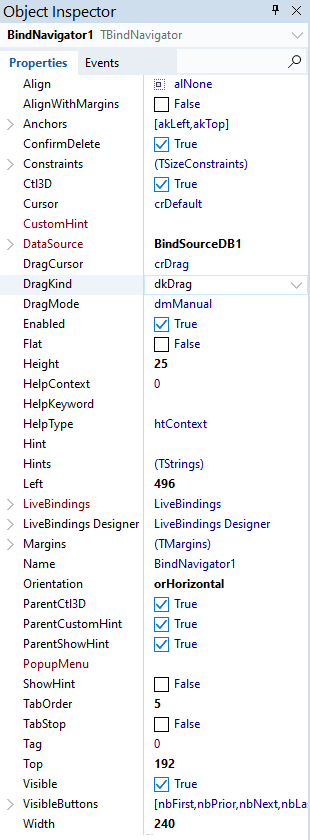 Object Inspector
BindNavigator1 TBindNavigator
Properties Events
Align alNone
AlignWithMargins False
Anchors [akLeft,akTop]
ConfirmDelete True
Constraints (TSizeConstraints)
Ctl3D True
Cursor crDefault
CustomHint
DataSource BindSourceDB1
DragCursor crDrag
DragKind dkDrag
DragMode dmManual
Enabled True
Flat False
Height 25
HelpContext 0
HelpKeyword
HelpType htContext
Hint
Hints (TStrings)
Left 496
LiveBindings LiveBindings
LiveBindings Designer LiveBindings Designer
Margins (TMargins)
Name BindNavigator1
Orientation orHorizontal
ParentCtl3D True
ParentCustomHint True
ParentShowHint True
PopupMenu
ShowHint False
TabOrder 5
TabStop False
Tag 0
Top 192
Visible True
VisibleButtons [nbFirst,nbPrior,nbNext,nbLa
Width 240